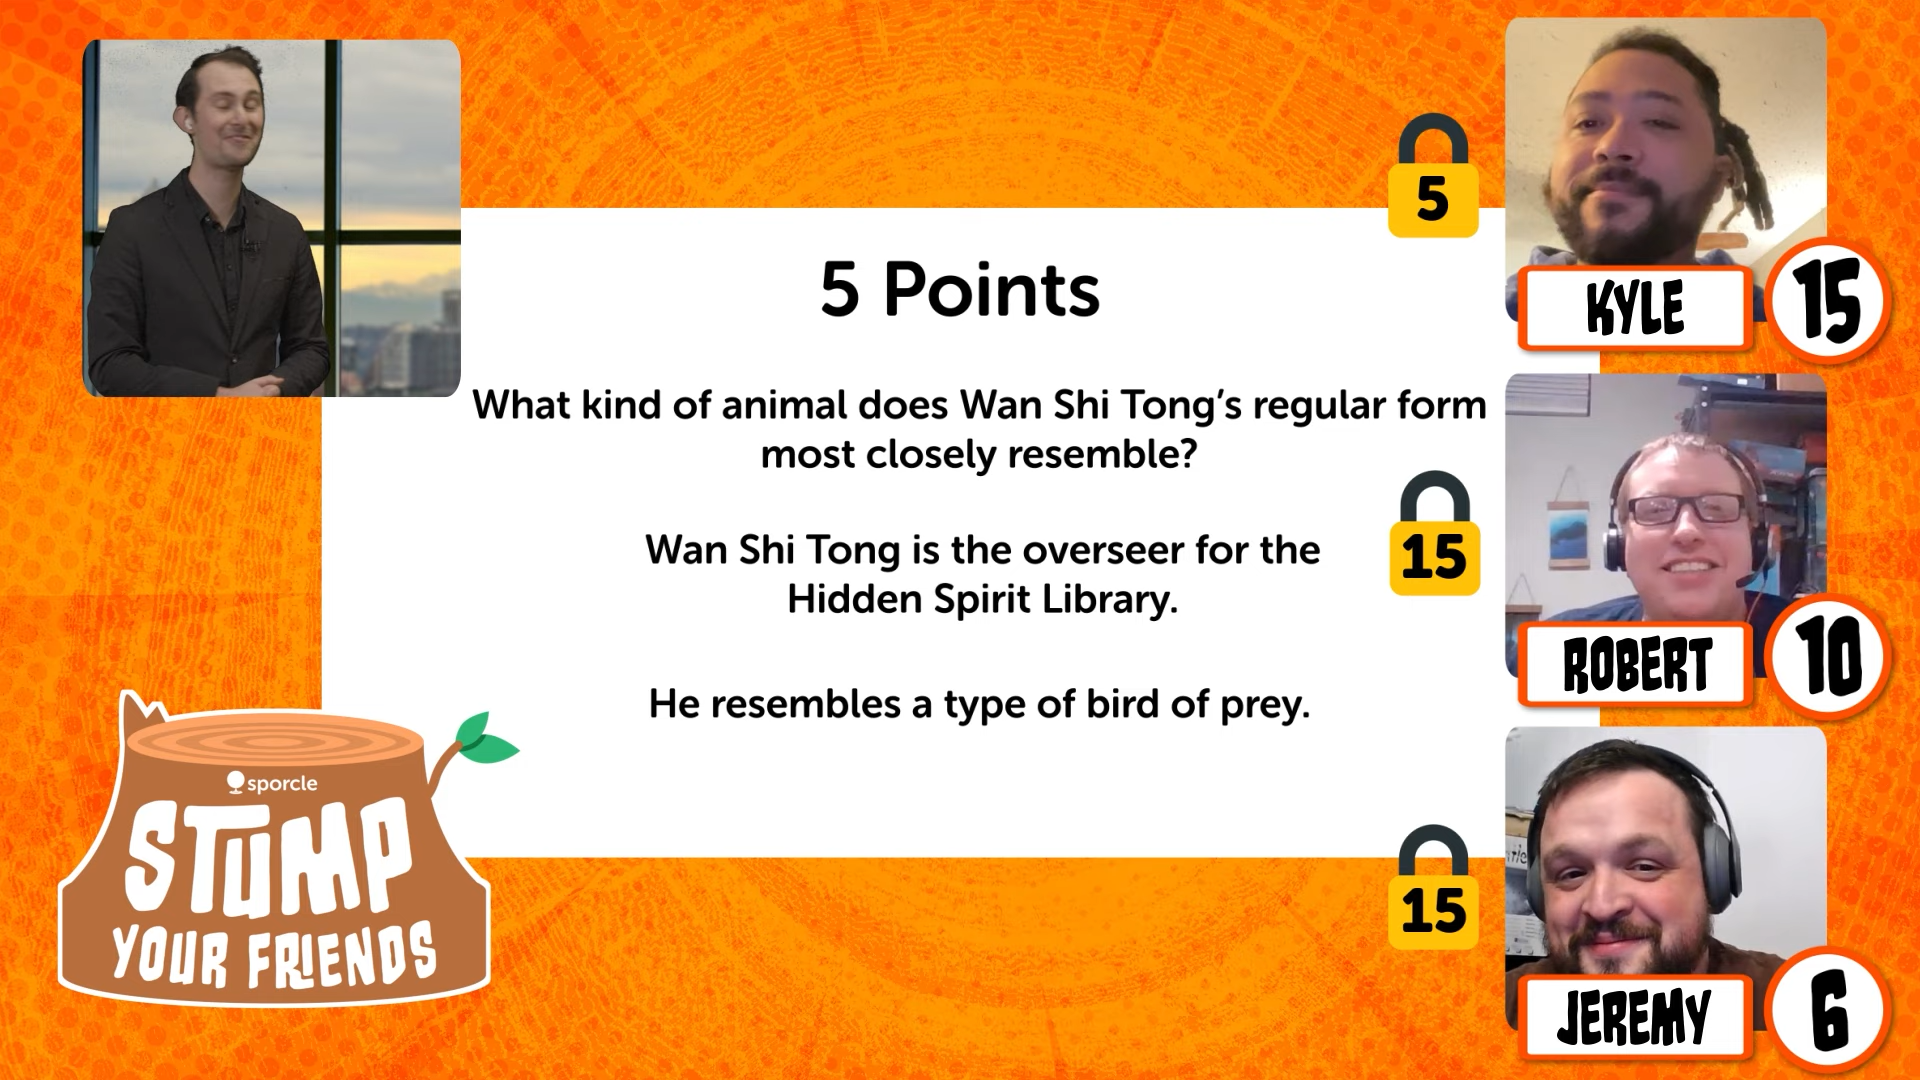 5 Points
What kind of animal does Wan Shi Tong’s regular form
most closely resemble?
Wan Shi Tong is the overseer for the
Hidden Spirit Library.
He resembles a type of bird of prey.
5
KYLE
15
15
ROBERT
10
15
JEREMY
6
sporcle
STUMP
YOUR FRIENDS